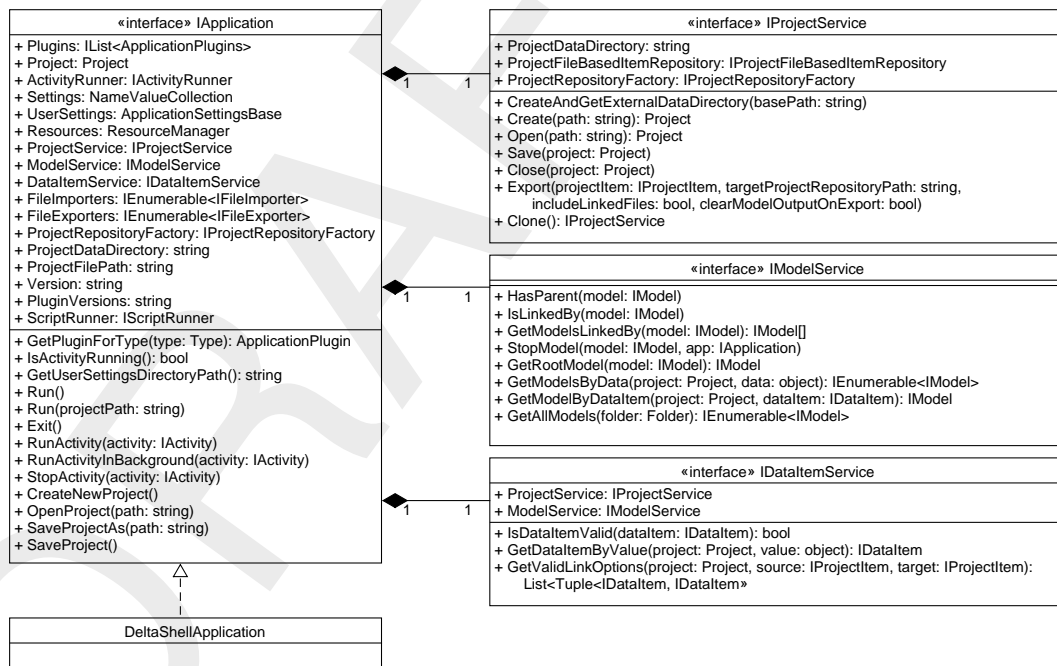 «interface» IApplication
+ Plugins: IList<ApplicationPlugins>
+ Project: Project
+ ActivityRunner: IActivityRunner
+ Settings: NameValueCollection
+ UserSettings: ApplicationSettingsBase
+ Resources: ResourceManager
+ ProjectService: IProjectService
+ ModelService: IModelService
+ DataItemService: IDataItemService
+ FileImporters: IEnumerable<IFileImporter>
+ FileExporters: IEnumerable<IFileExporter>
+ ProjectRepositoryFactory: IProjectRepositoryFactory
+ ProjectDataDirectory: string
+ ProjectFilePath: string
+ Version: string
+ PluginVersions: string
+ ScriptRunner: IScriptRunner
+ GetPluginForType(type: Type): ApplicationPlugin
+ IsActivityRunning(): bool
+ GetUserSettingsDirectoryPath(): string
+ Run()
+ Run(projectPath: string)
+ Exit()
+ RunActivity(activity: IActivity)
+ RunActivityInBackground(activity: IActivity)
+ StopActivity(activity: IActivity)
+ CreateNewProject()
+ OpenProject(path: string)
+ SaveProjectAs(path: string)
+ SaveProject()
DeltaShellApplication
1 1
«interface» IProjectService
+ ProjectDataDirectory: string
+ ProjectFileBasedItemRepository: IProjectFileBasedItemRepository
+ ProjectRepositoryFactory: IProjectRepositoryFactory
+ CreateAndGetExternalDataDirectory(basePath: string)
+ Create(path: string): Project
+ Open(path: string): Project
+ Save(project: Project)
+ Close(project: Project)
+ Export(projectItem: IProjectItem, targetProjectRepositoryPath: string,
includeLinkedFiles: bool, clearModelOutputOnExport: bool)
+ Clone(): IProjectService
1 1
«interface» IModelService
+ HasParent(model: IModel)
+ IsLinkedBy(model: IModel)
+ GetModelsLinkedBy(model: IModel): IModel[]
+ StopModel(model: IModel, app: IApplication)
+ GetRootModel(model: IModel): IModel
+ GetModelsByData(project: Project, data: object): IEnumerable<IModel>
+ GetModelByDataItem(project: Project, dataItem: IDataItem): IModel
+ GetAllModels(folder: Folder): IEnumerable<IModel>
1 1
«interface» IDataItemService
+ ProjectService: IProjectService
+ ModelService: IModelService
+ IsDataItemValid(dataItem: IDataItem): bool
+ GetDataItemByValue(project: Project, value: object): IDataItem
+ GetValidLinkOptions(project: Project, source: IProjectItem, target: IProjectItem):
List<Tuple<IDataItem, IDataItem»